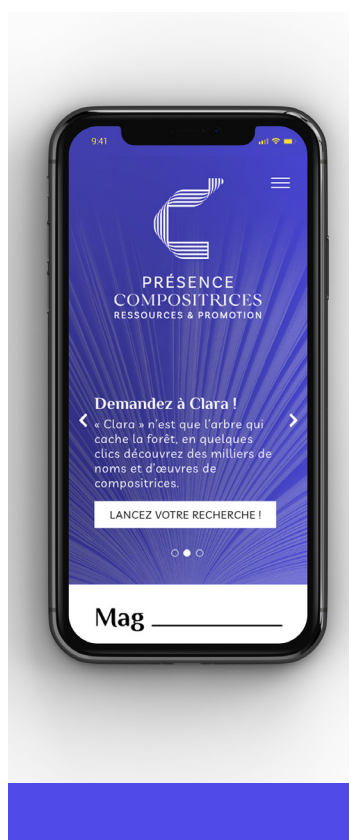 9:41
PRÉSENCE
COMPOSITRICES
RESSOURCES & PROMOTION
Demandez à Clara !
« Clara » n'est que l'arbre qui
cache la forêt, en quelques
clics découvrez des milliers de
noms et d'œuvres de
compositrices.
LANCEZ VOTRE RECHERCHE !
Mag